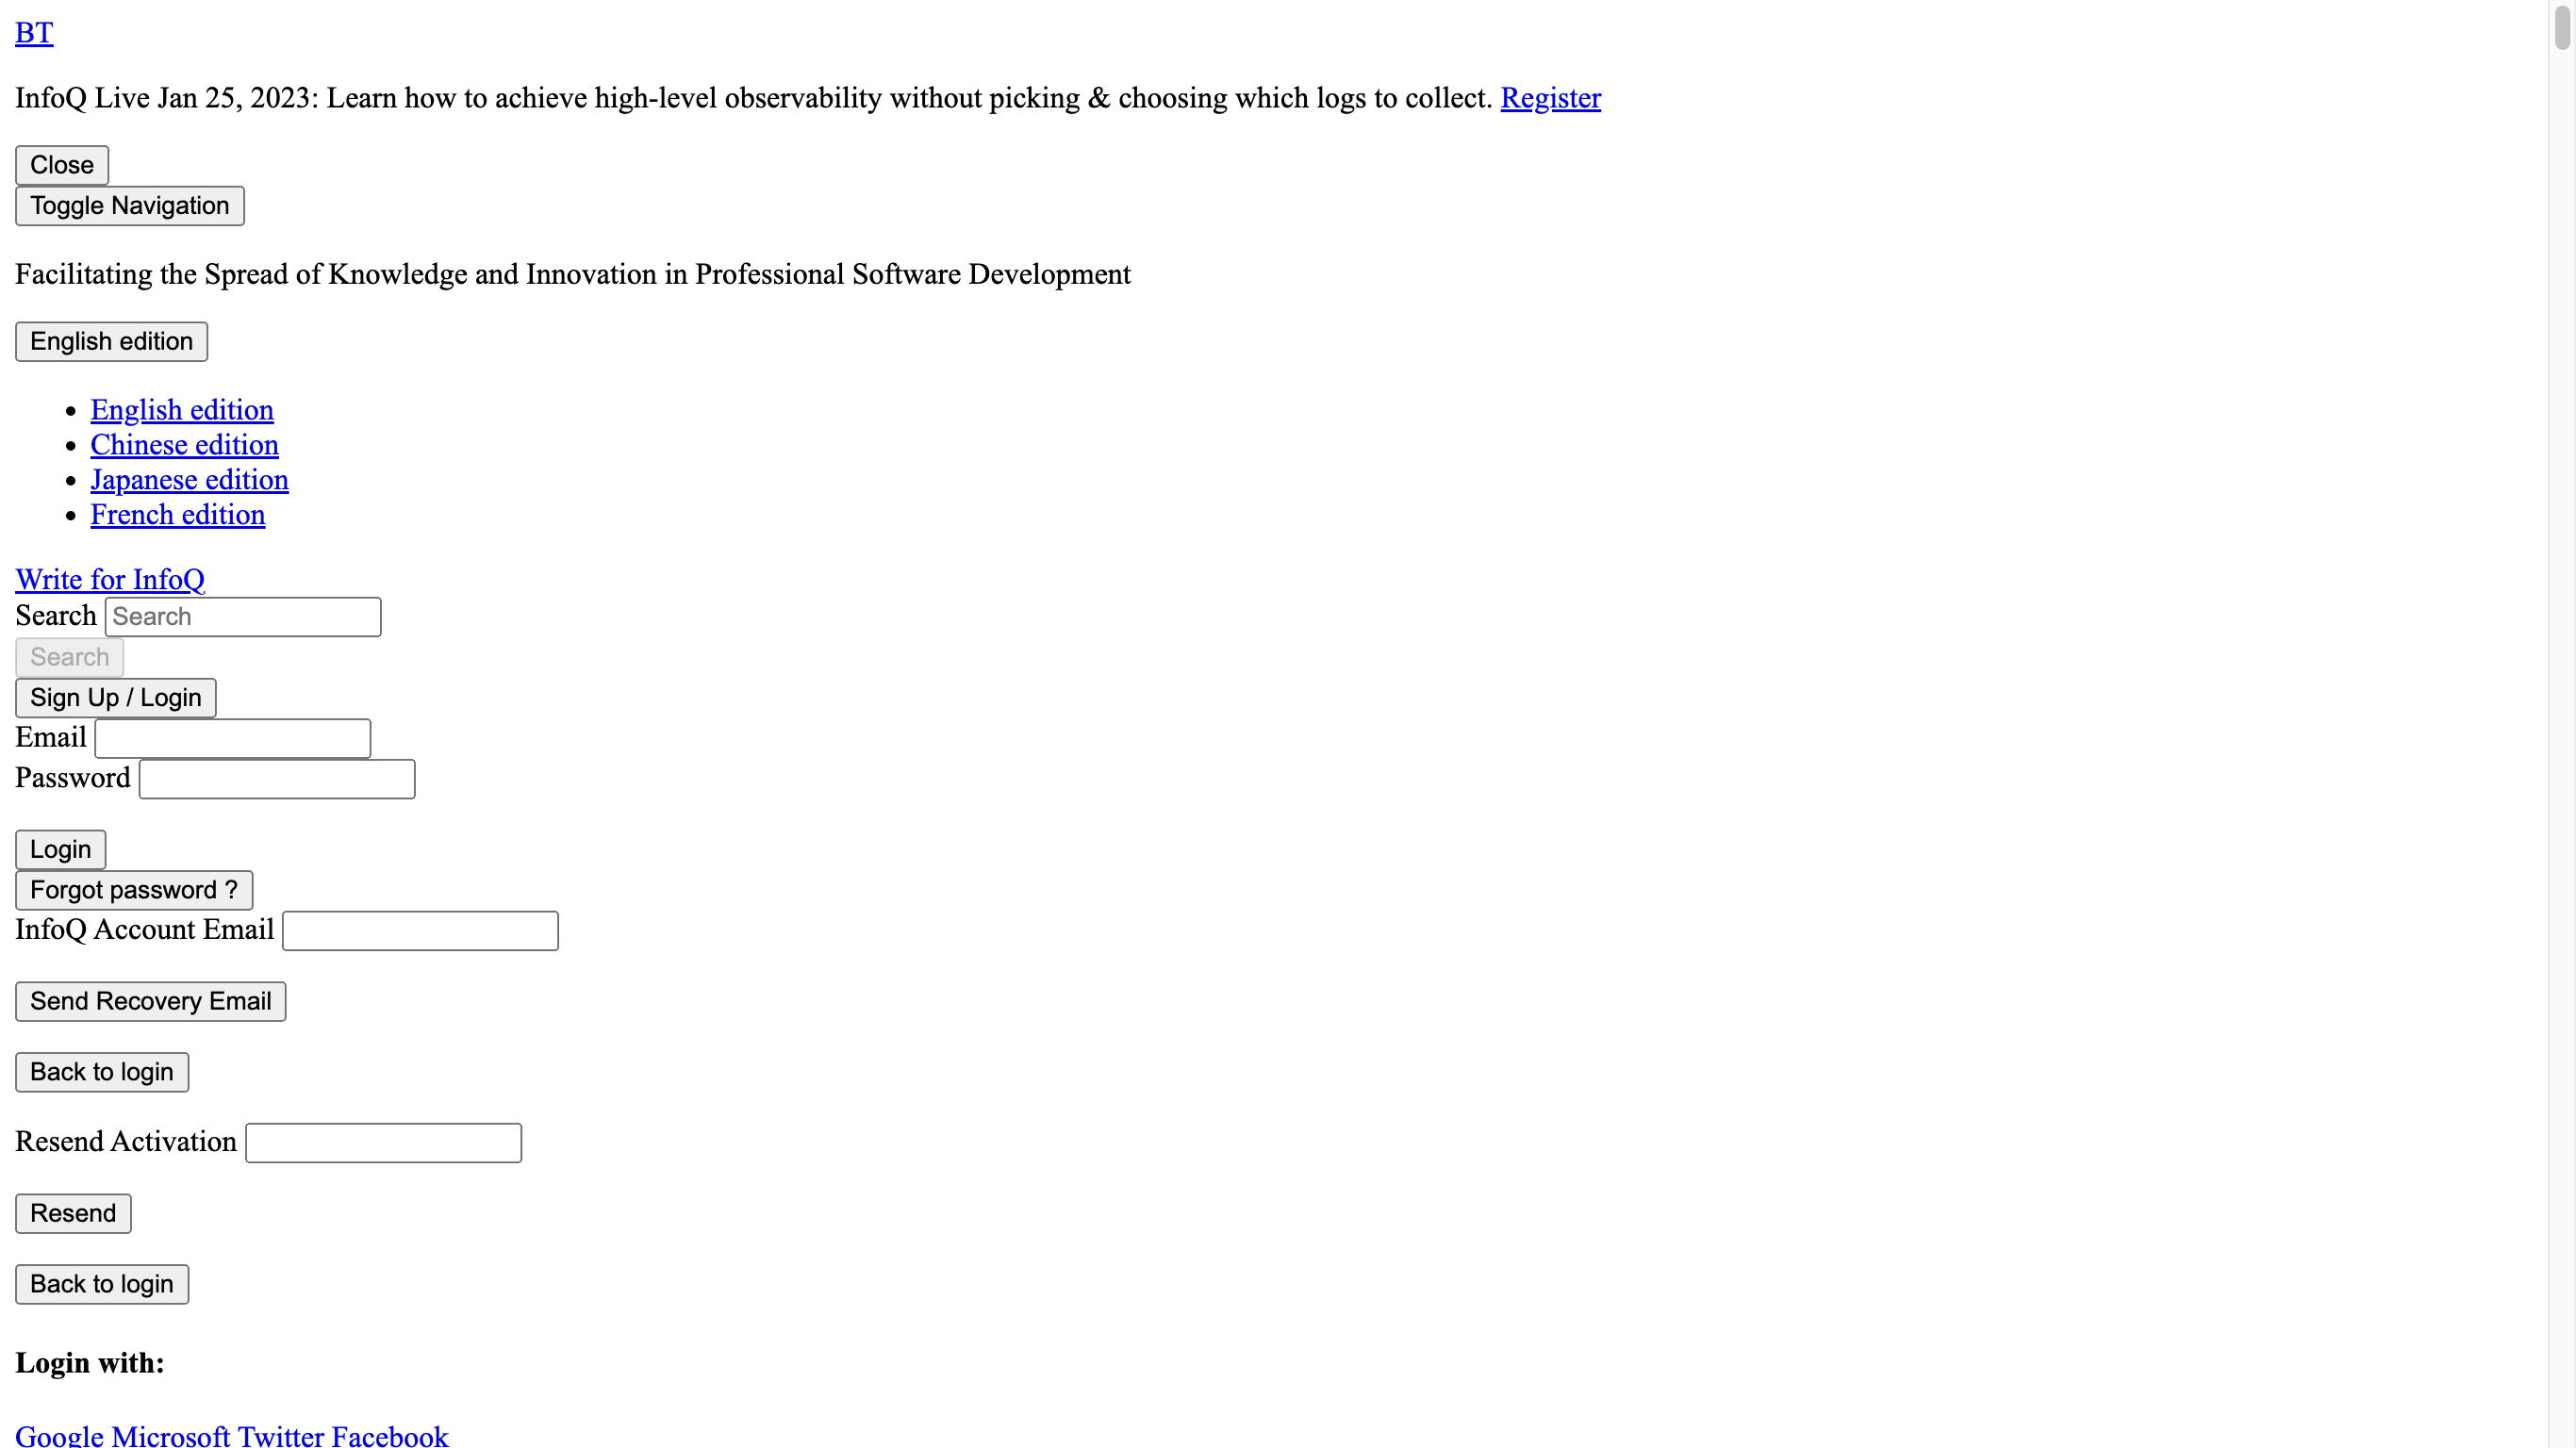 BT
InfoQ Live Jan 25, 2023: Learn how to achieve high-level observability without picking & choosing which logs to collect. Register
Close
Toggle Navigation
Facilitating the Spread of Knowledge and Innovation in Professional Software Development
English edition
English edition
Chinese edition
Japanese edition
French edition
Write for InfoQ
Search Search
Search
Sign Up / Login
Email
Password
Login
Forgot password ?
InfoQ Account Email
Send Recovery Email
Back to login
Resend Activation
Resend
Back to login
Login with:
Google Microsoft Twitter Facebook